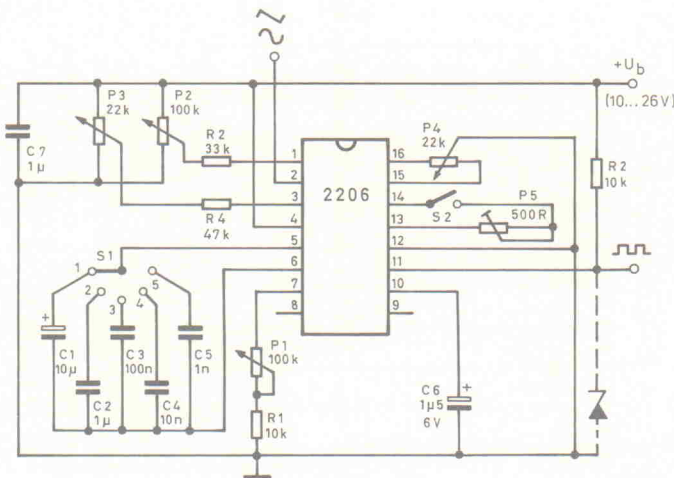 +Ub
(10...26V)
P3
22k
P2
100k
R2
33k
C7
1µ
R4
47k
2206
1
2
3
4
5
6
7
8
16
15
14
13
12
11
10
9
P4
22k
S2
P5
500R
R2
10k
S1
1
2
3
4
5
C1
10µ
C2
1µ
C3
100n
C4
10n
C5
1n
P1
100k
R1
10k
C6
1µ5
6V
+
+